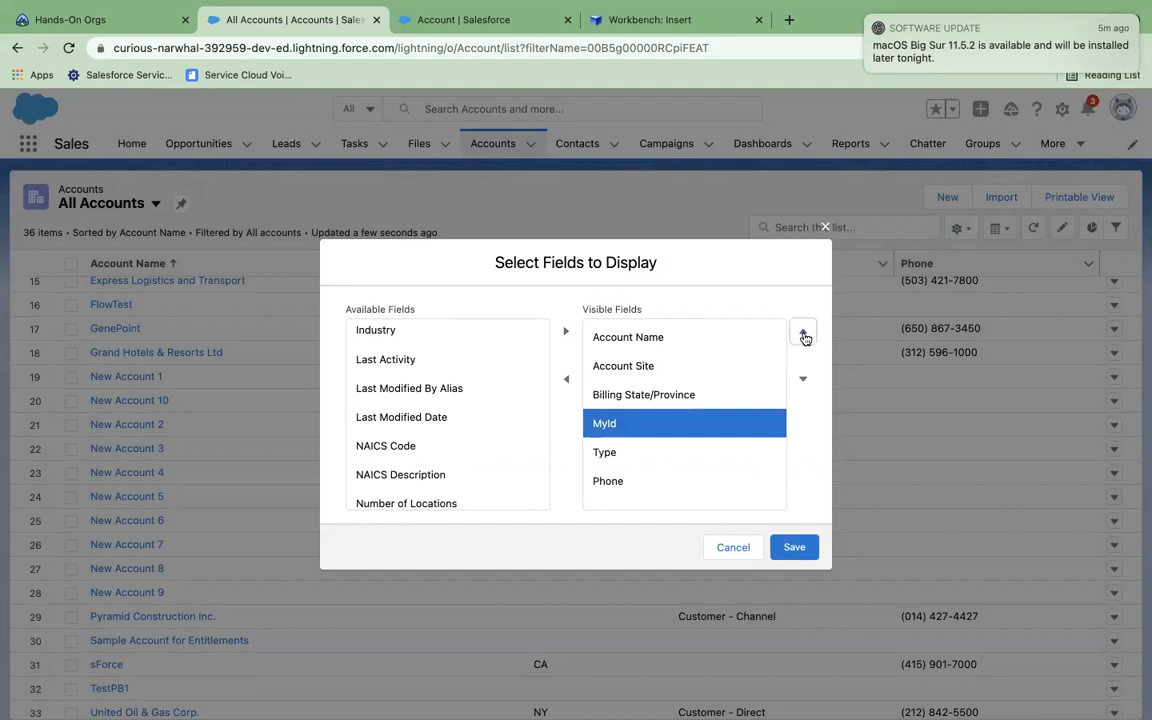 Hands-On Orgs
All Accounts | Accounts | Sales
Account | Salesforce
Workbench: Insert
SOFTWARE UPDATE 5m ago
macOS Big Sur 11.5.2 is available and will be installed
later tonight.
curious-narwhal-392959-dev-ed.lightning.force.com/lightning/o/Account/list?filterName=00B5g00000RCpiFEAT
Apps Salesforce Servic... Service Cloud Voi... Reading List
All Search Accounts and more... 3
Sales Home Opportunities Leads Tasks Files Accounts Contacts Campaigns Dashboards Reports Chatter Groups More
Accounts
All Accounts
New Import Printable View
36 items • Sorted by Account Name • Filtered by All accounts • Updated a few seconds ago
Search this list...
Account Name Phone
15 Express Logistics and Transport (503) 421-7800
16 FlowTest
17 GenePoint (650) 867-3450
18 Grand Hotels & Resorts Ltd (312) 596-1000
19 New Account 1
20 New Account 10
21 New Account 2
22 New Account 3
23 New Account 4
24 New Account 5
25 New Account 6
26 New Account 7
27 New Account 8
28 New Account 9
29 Pyramid Construction Inc. Customer - Channel (014) 427-4427
30 Sample Account for Entitlements
31 sForce CA (415) 901-7000
32 TestPB1
33 United Oil & Gas Corp. NY Customer - Direct (212) 842-5500
Select Fields to Display
Available Fields
Industry
Last Activity
Last Modified By Alias
Last Modified Date
NAICS Code
NAICS Description
Number of Locations
Visible Fields
Account Name
Account Site
Billing State/Province
MyId
Type
Phone
Cancel Save